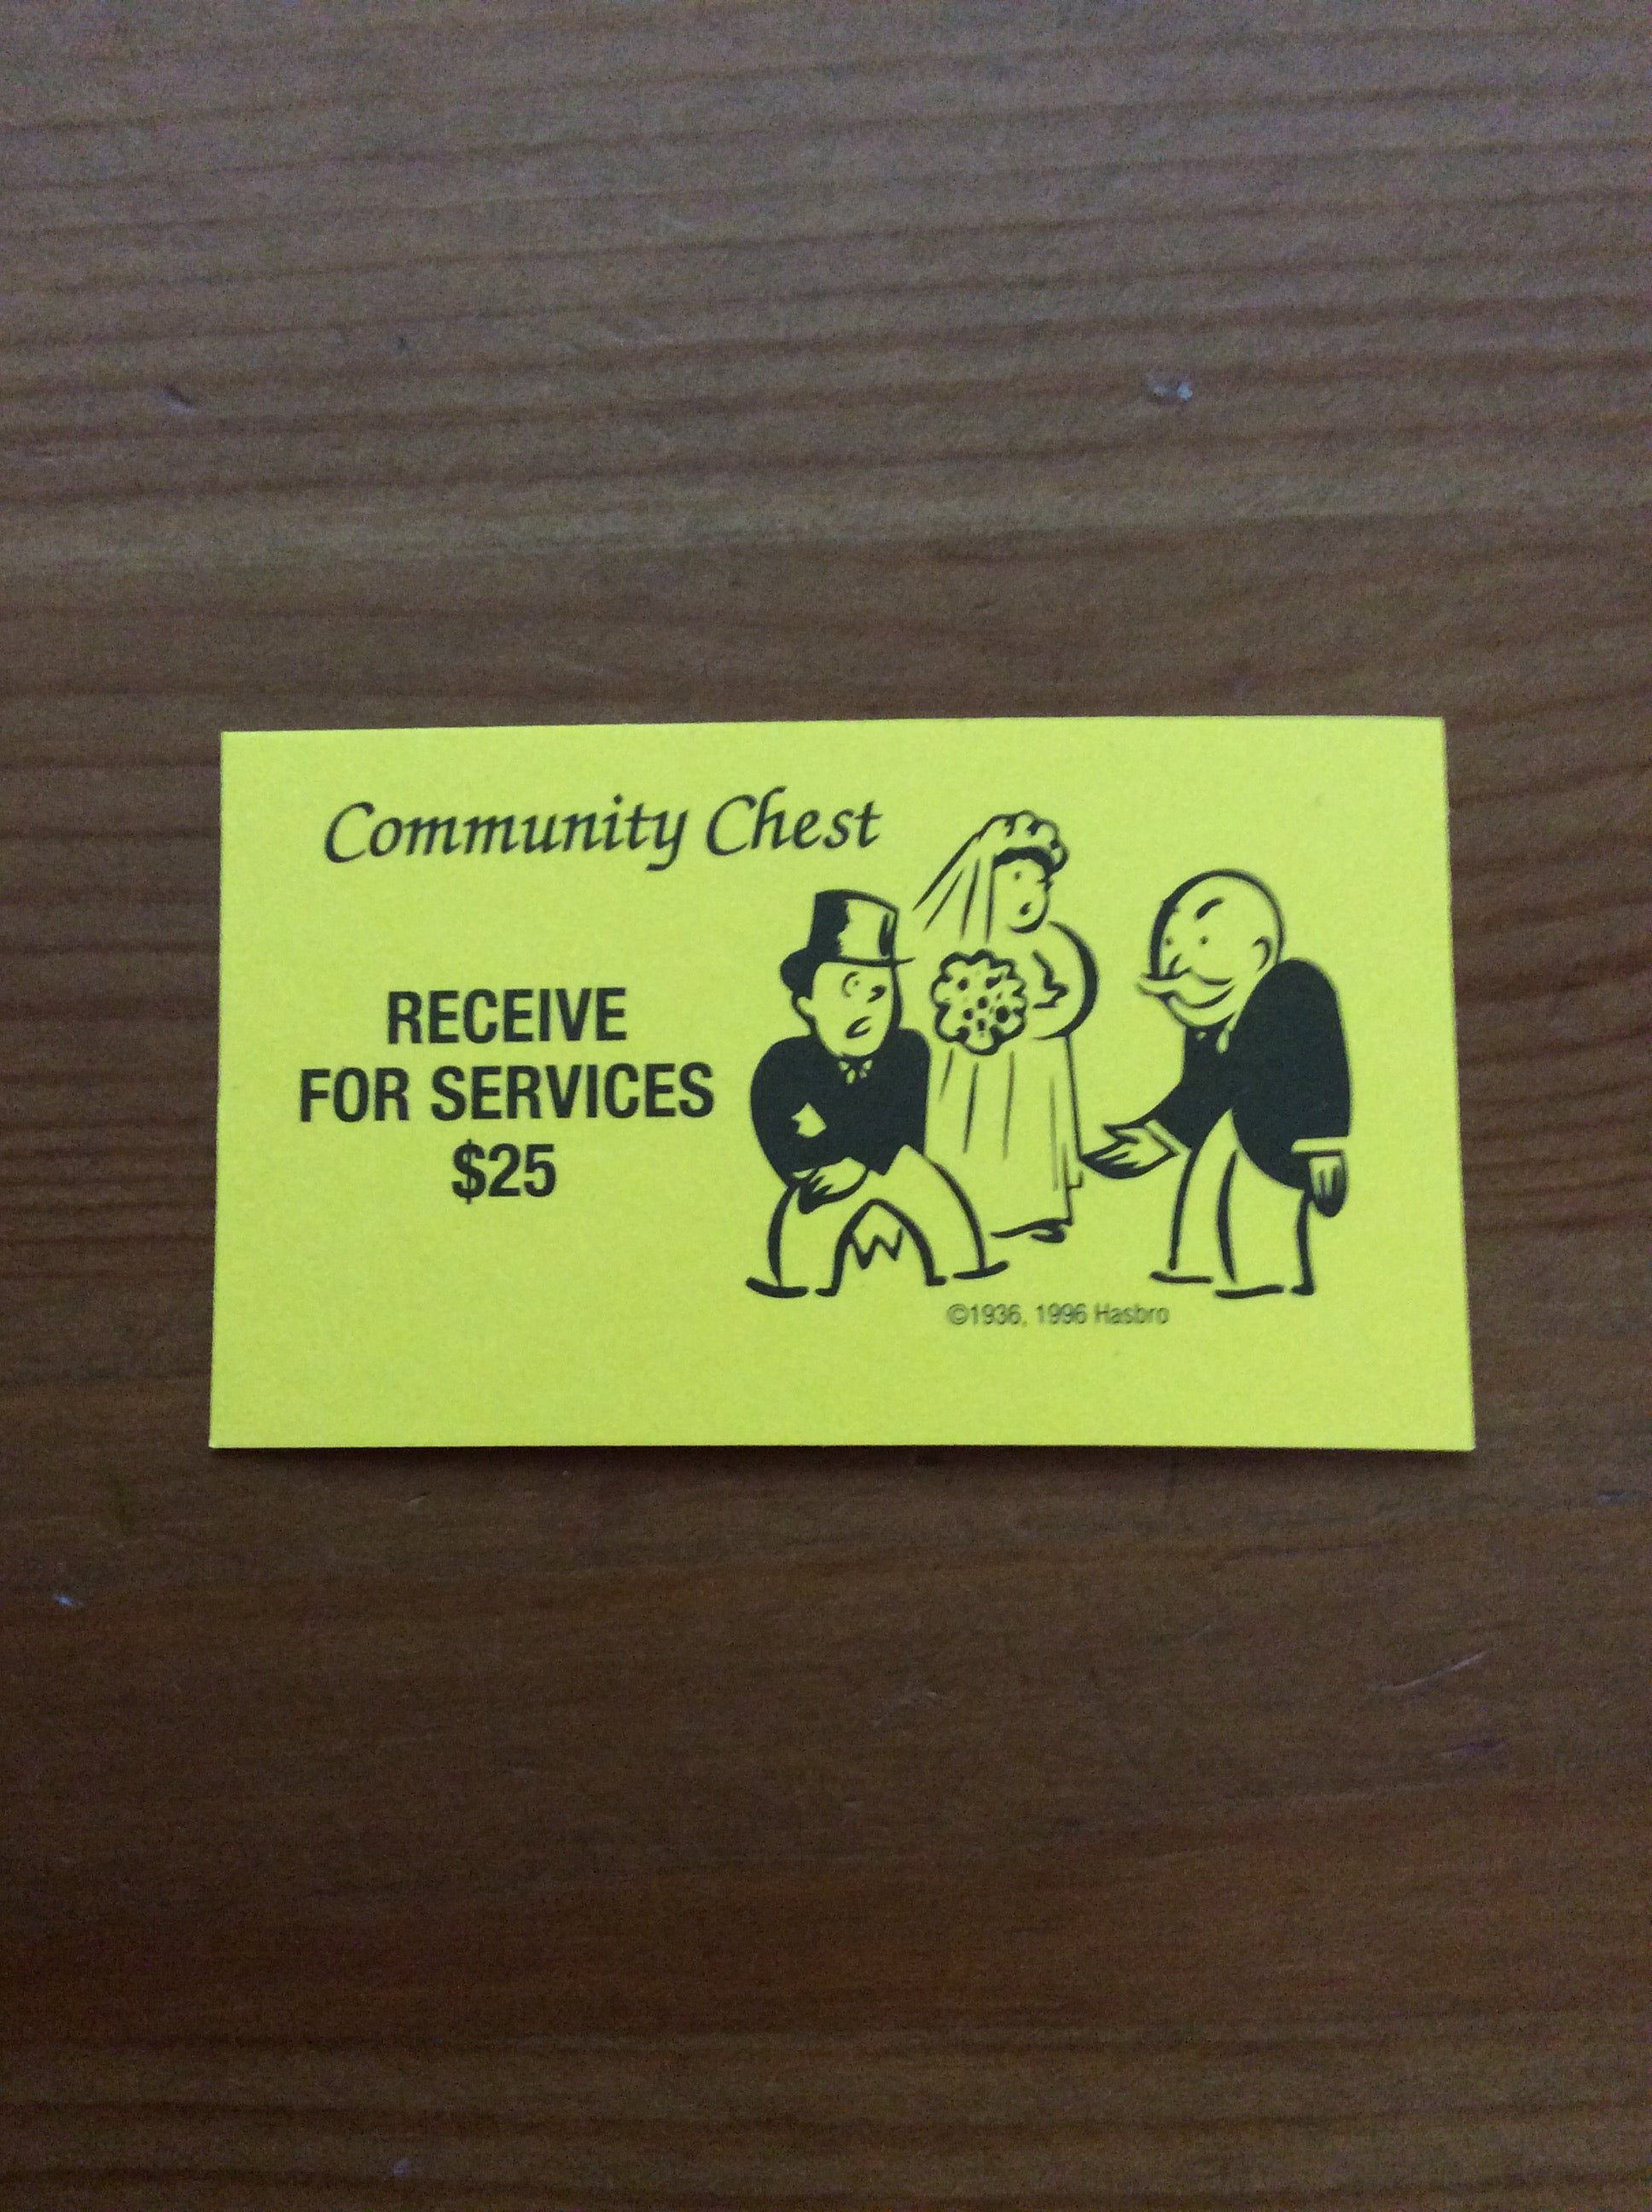 Community Chest
RECEIVE
FOR SERVICES
$25
©1936, 1996 Hasbro